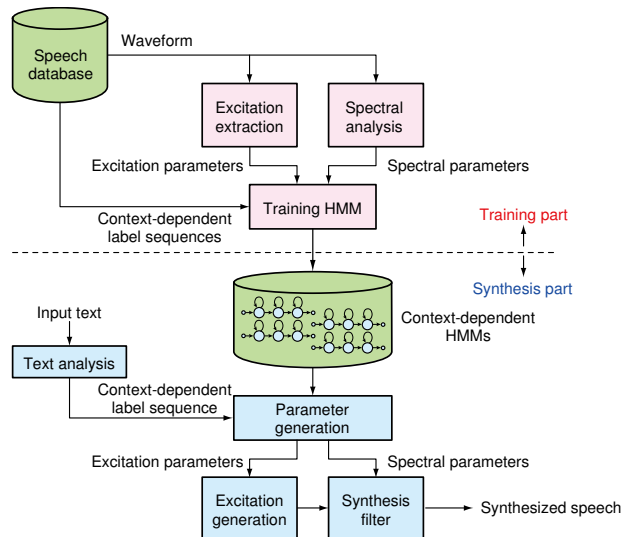 Waveform
Speech
database
Excitation
extraction
Spectral
analysis
Excitation parameters
Spectral parameters
Training HMM
Context-dependent
label sequences
Training part
Synthesis part
Context-dependent
HMMs
Input text
Text analysis
Context-dependent
label sequence
Parameter
generation
Excitation parameters
Spectral parameters
Excitation
generation
Synthesis
filter
Synthesized speech